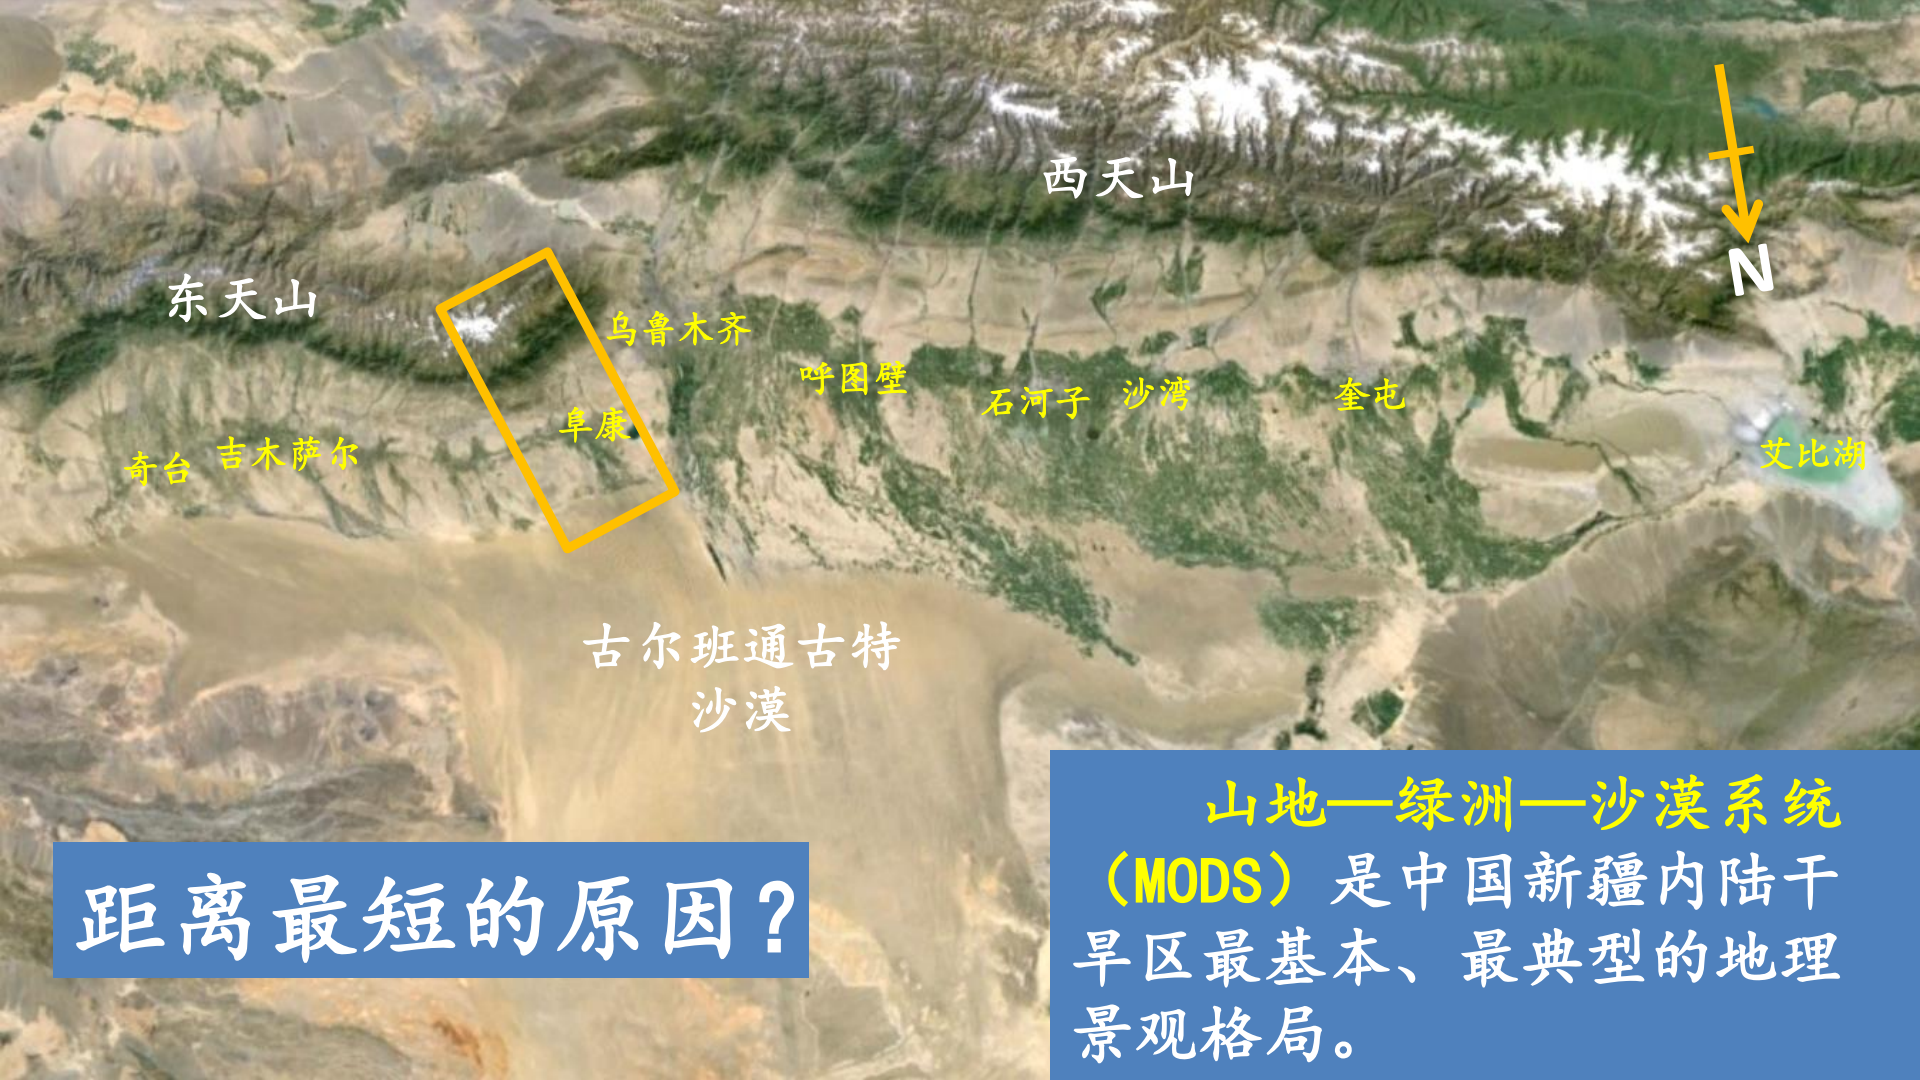 西天山
N
东天山
乌鲁木齐
呼图壁
石河子
沙湾
奎屯
阜康
奇台
吉木萨尔
艾比湖
古尔班通古特
沙漠
距离最短的原因?
山地—绿洲—沙漠系统
（MODS）是中国新疆内陆干
旱区最基本、最典型的地理
景观格局。